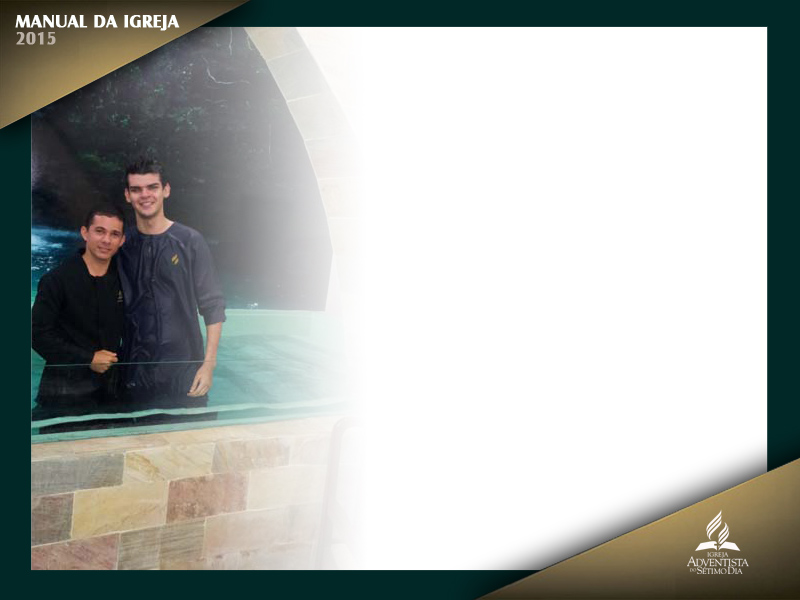 MANUAL DA IGREJA
2015
IGREJA
ADVENTISTA
DO SÉTIMO DIA